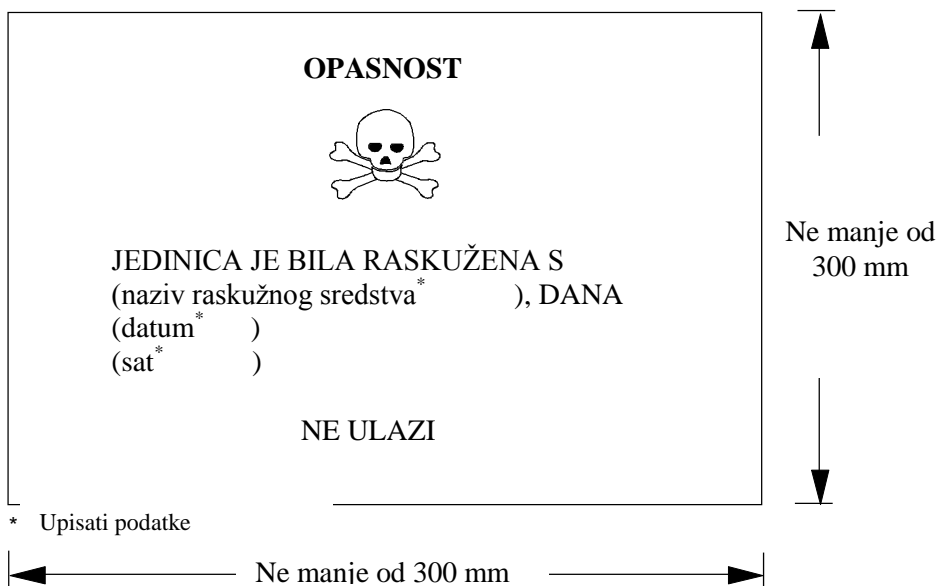 OPASNOST
JEDINICA JE BILA RASKUŽENA S
(naziv raskužnog sredstva* ), DANA
(datum* )
(sat* )
NE ULAZI
Ne manje od
300 mm
* Upisati podatke
Ne manje od 300 mm